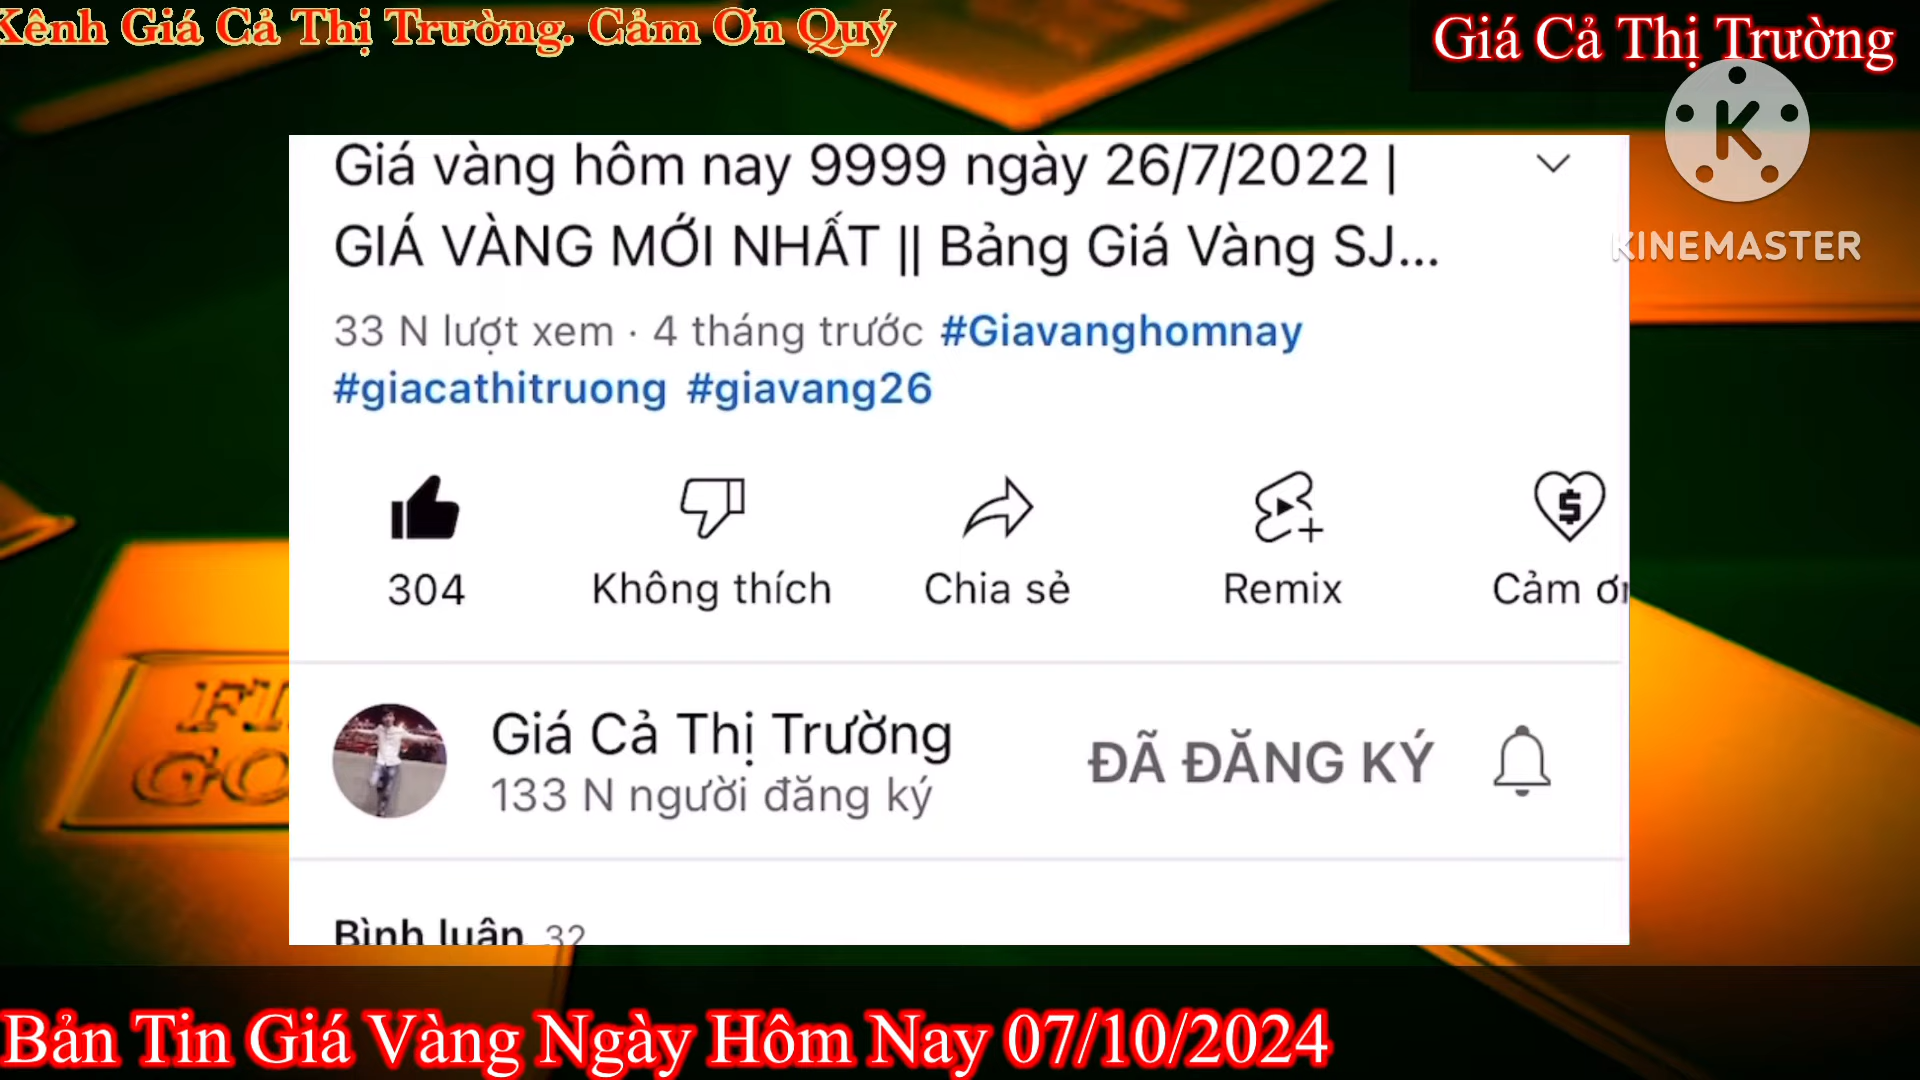 Kênh Giá Cả Thị Trường. Cảm Ơn Quý
Giá Cả Thị Trường
K
KINEMASTER
Giá vàng hôm nay 9999 ngày 26/7/2022 |
GIÁ VÀNG MỚI NHẤT || Bảng Giá Vàng SJ...
33 N lượt xem · 4 tháng trước #Giavanghomnay
#giacathitruong #giavang26
304
Không thích
Chia sẻ
Remix
Cảm ơn
Giá Cả Thị Trường
133 N người đăng ký
ĐÃ ĐĂNG KÝ
Bình luận 32
Bản Tin Giá Vàng Ngày Hôm Nay 07/10/2024